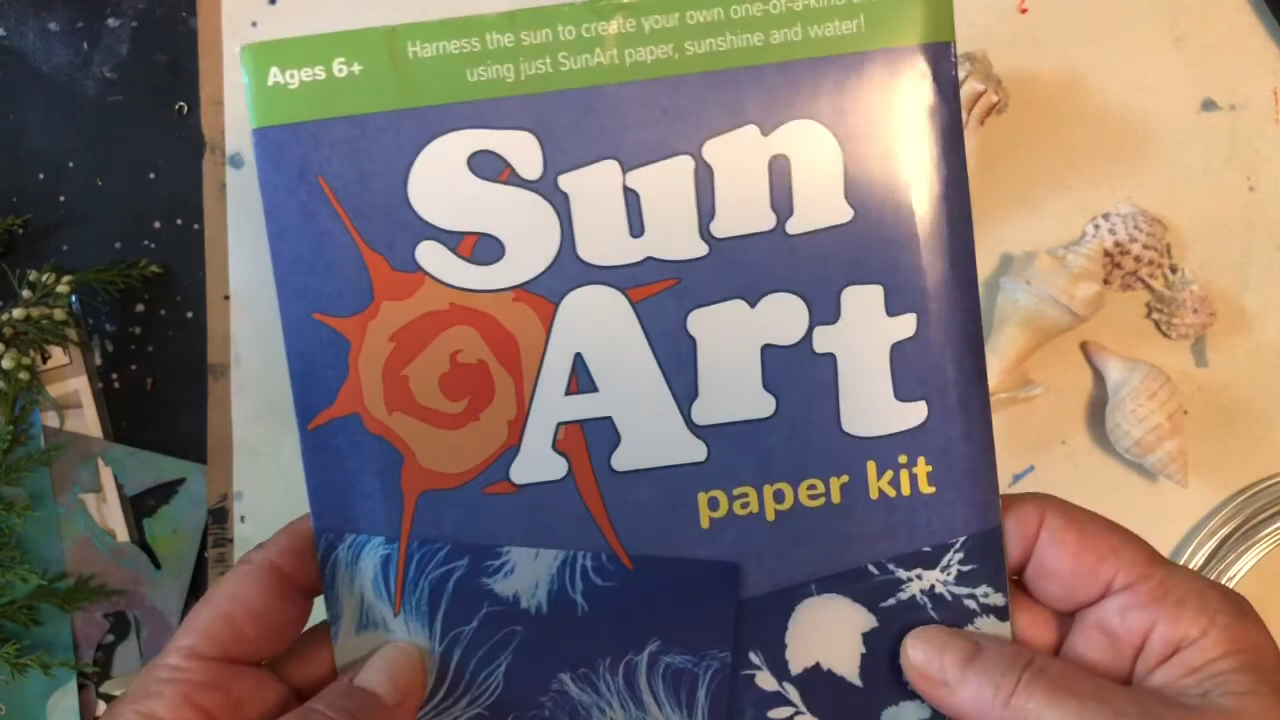 Harness the sun to create your own one-of-a-kind
Ages 6+
using just SunArt paper, sunshine and water!
Sun
Art
paper kit